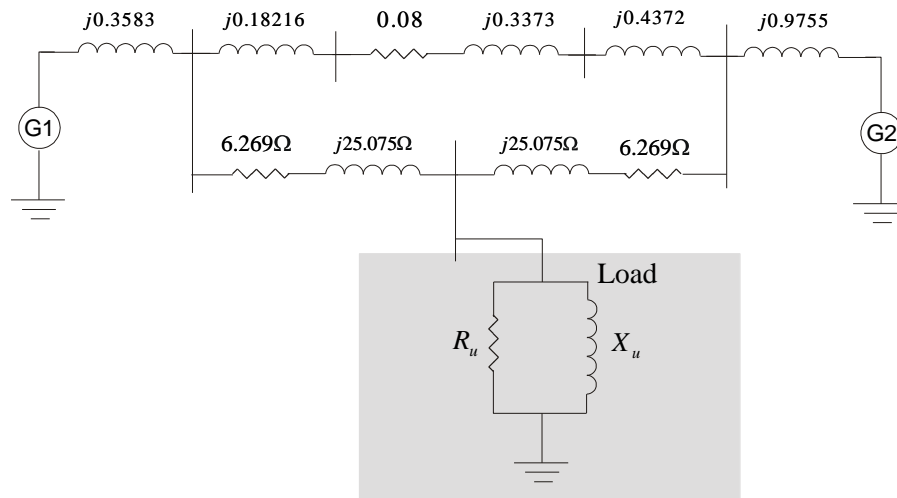 j0.3583 j0.18216 0.08 j0.3373 j0.4372 j0.9755
G1 G2
6.269Ω j25.075Ω j25.075Ω 6.269Ω
Load
R_u X_u